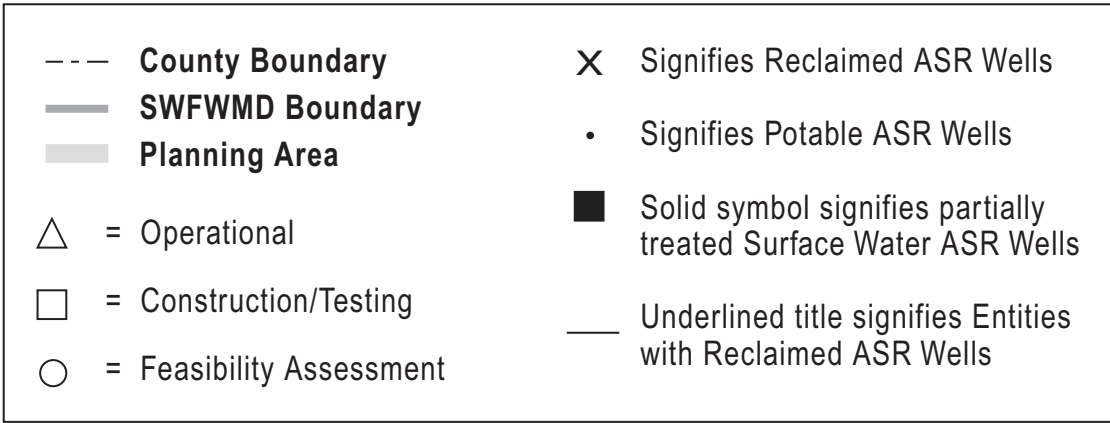 County Boundary
SWFWMD Boundary
Planning Area
= Operational
= Construction/Testing
= Feasibility Assessment
X Signifies Reclaimed ASR Wells
• Signifies Potable ASR Wells
Solid symbol signifies partially
treated Surface Water ASR Wells
Underlined title signifies Entities
with Reclaimed ASR Wells